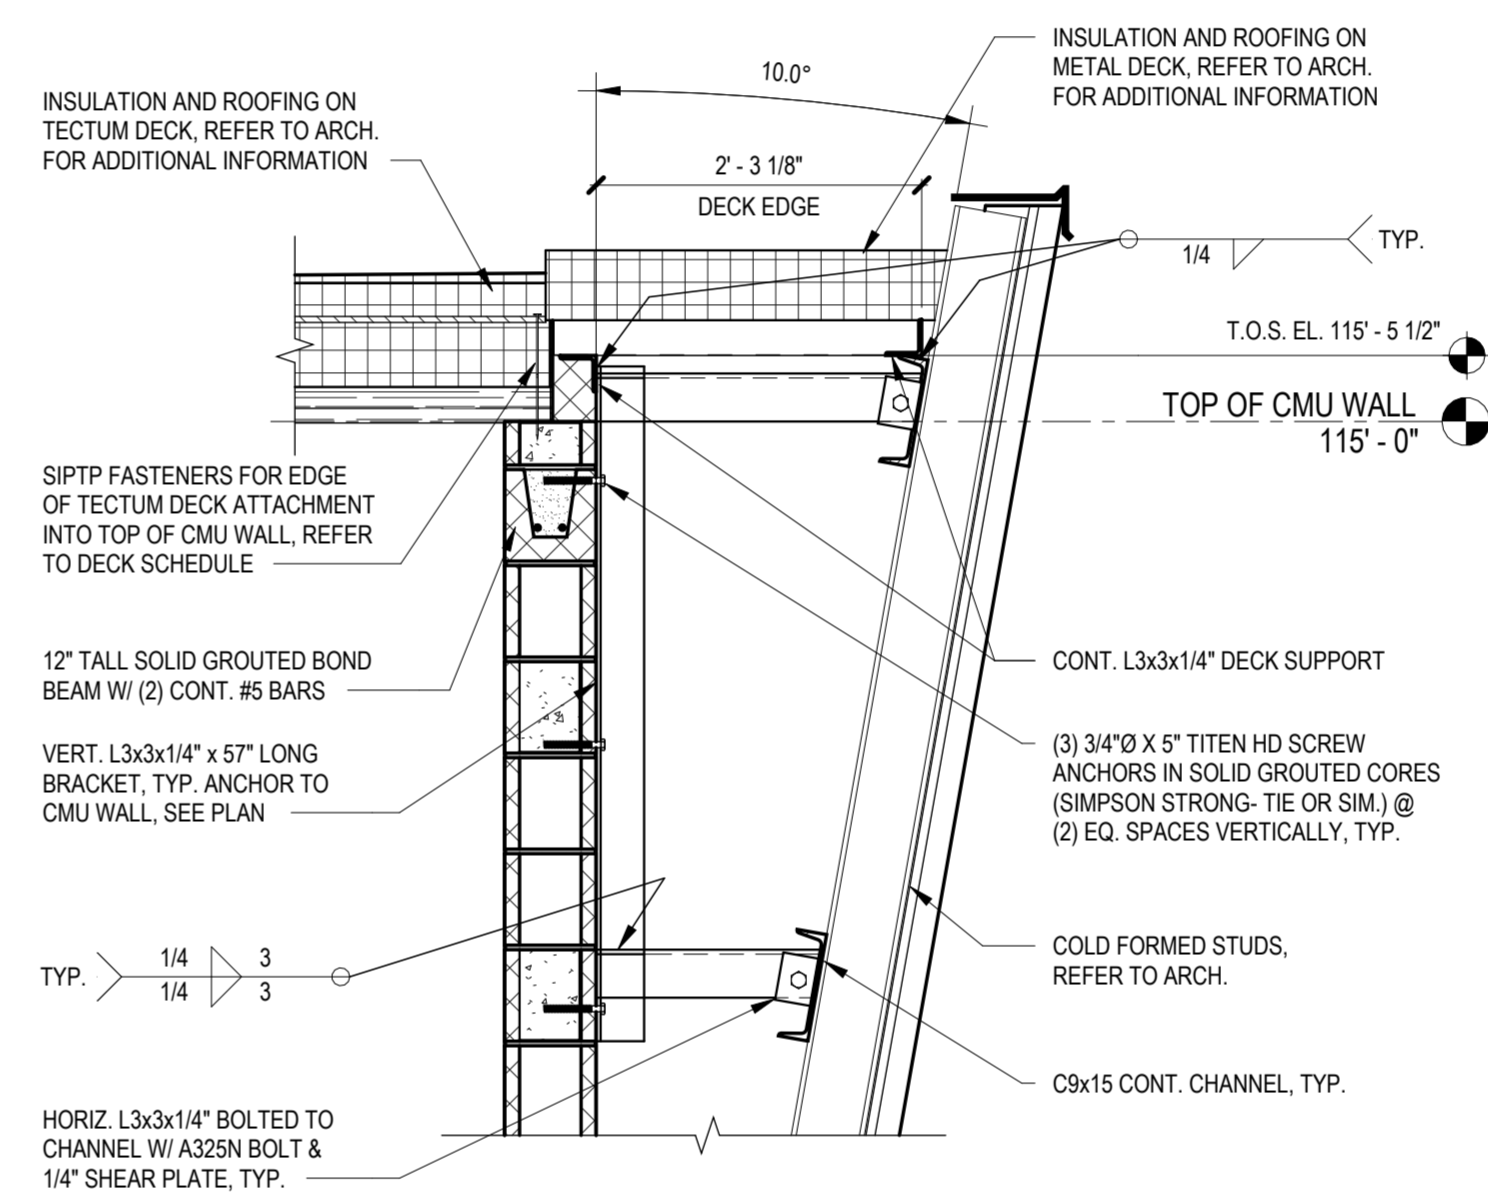 INSULATION AND ROOFING ON
TECTUM DECK, REFER TO ARCH.
FOR ADDITIONAL INFORMATION
10.0°
2' - 3 1/8"
DECK EDGE
INSULATION AND ROOFING ON
METAL DECK, REFER TO ARCH.
FOR ADDITIONAL INFORMATION
1/4
TYP.
T.O.S. EL. 115' - 5 1/2"
TOP OF CMU WALL
115' - 0"
SIPTP FASTENERS FOR EDGE
OF TECTUM DECK ATTACHMENT
INTO TOP OF CMU WALL, REFER
TO DECK SCHEDULE
12" TALL SOLID GROUTED BOND
BEAM W/ (2) CONT. #5 BARS
VERT. L3x3x1/4" x 57" LONG
BRACKET, TYP. ANCHOR TO
CMU WALL, SEE PLAN
TYP.
1/4 3
1/4 3
HORIZ. L3x3x1/4" BOLTED TO
CHANNEL W/ A325N BOLT &
1/4" SHEAR PLATE, TYP.
CONT. L3x3x1/4" DECK SUPPORT
(3) 3/4"Ø X 5" TITEN HD SCREW
ANCHORS IN SOLID GROUTED CORES
(SIMPSON STRONG- TIE OR SIM.) @
(2) EQ. SPACES VERTICALLY, TYP.
COLD FORMED STUDS,
REFER TO ARCH.
C9x15 CONT. CHANNEL, TYP.